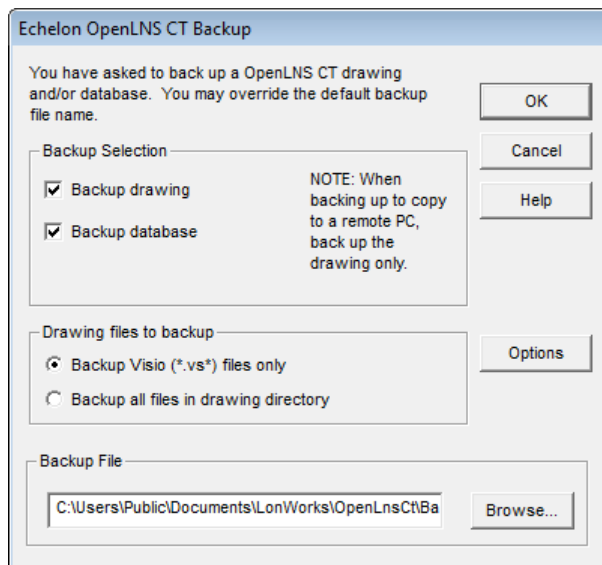 Echelon OpenLNS CT Backup
You have asked to back up a OpenLNS CT drawing
and/or database. You may override the default backup
file name.
OK
Cancel
Help
Backup Selection
Backup drawing
Backup database
NOTE: When
backing up to copy
to a remote PC,
back up the
drawing only.
Drawing files to backup
Backup Visio (*.vs*) files only
Backup all files in drawing directory
Options
Backup File
C:\Users\Public\Documents\LonWorks\OpenLnsCt\Ba
Browse...